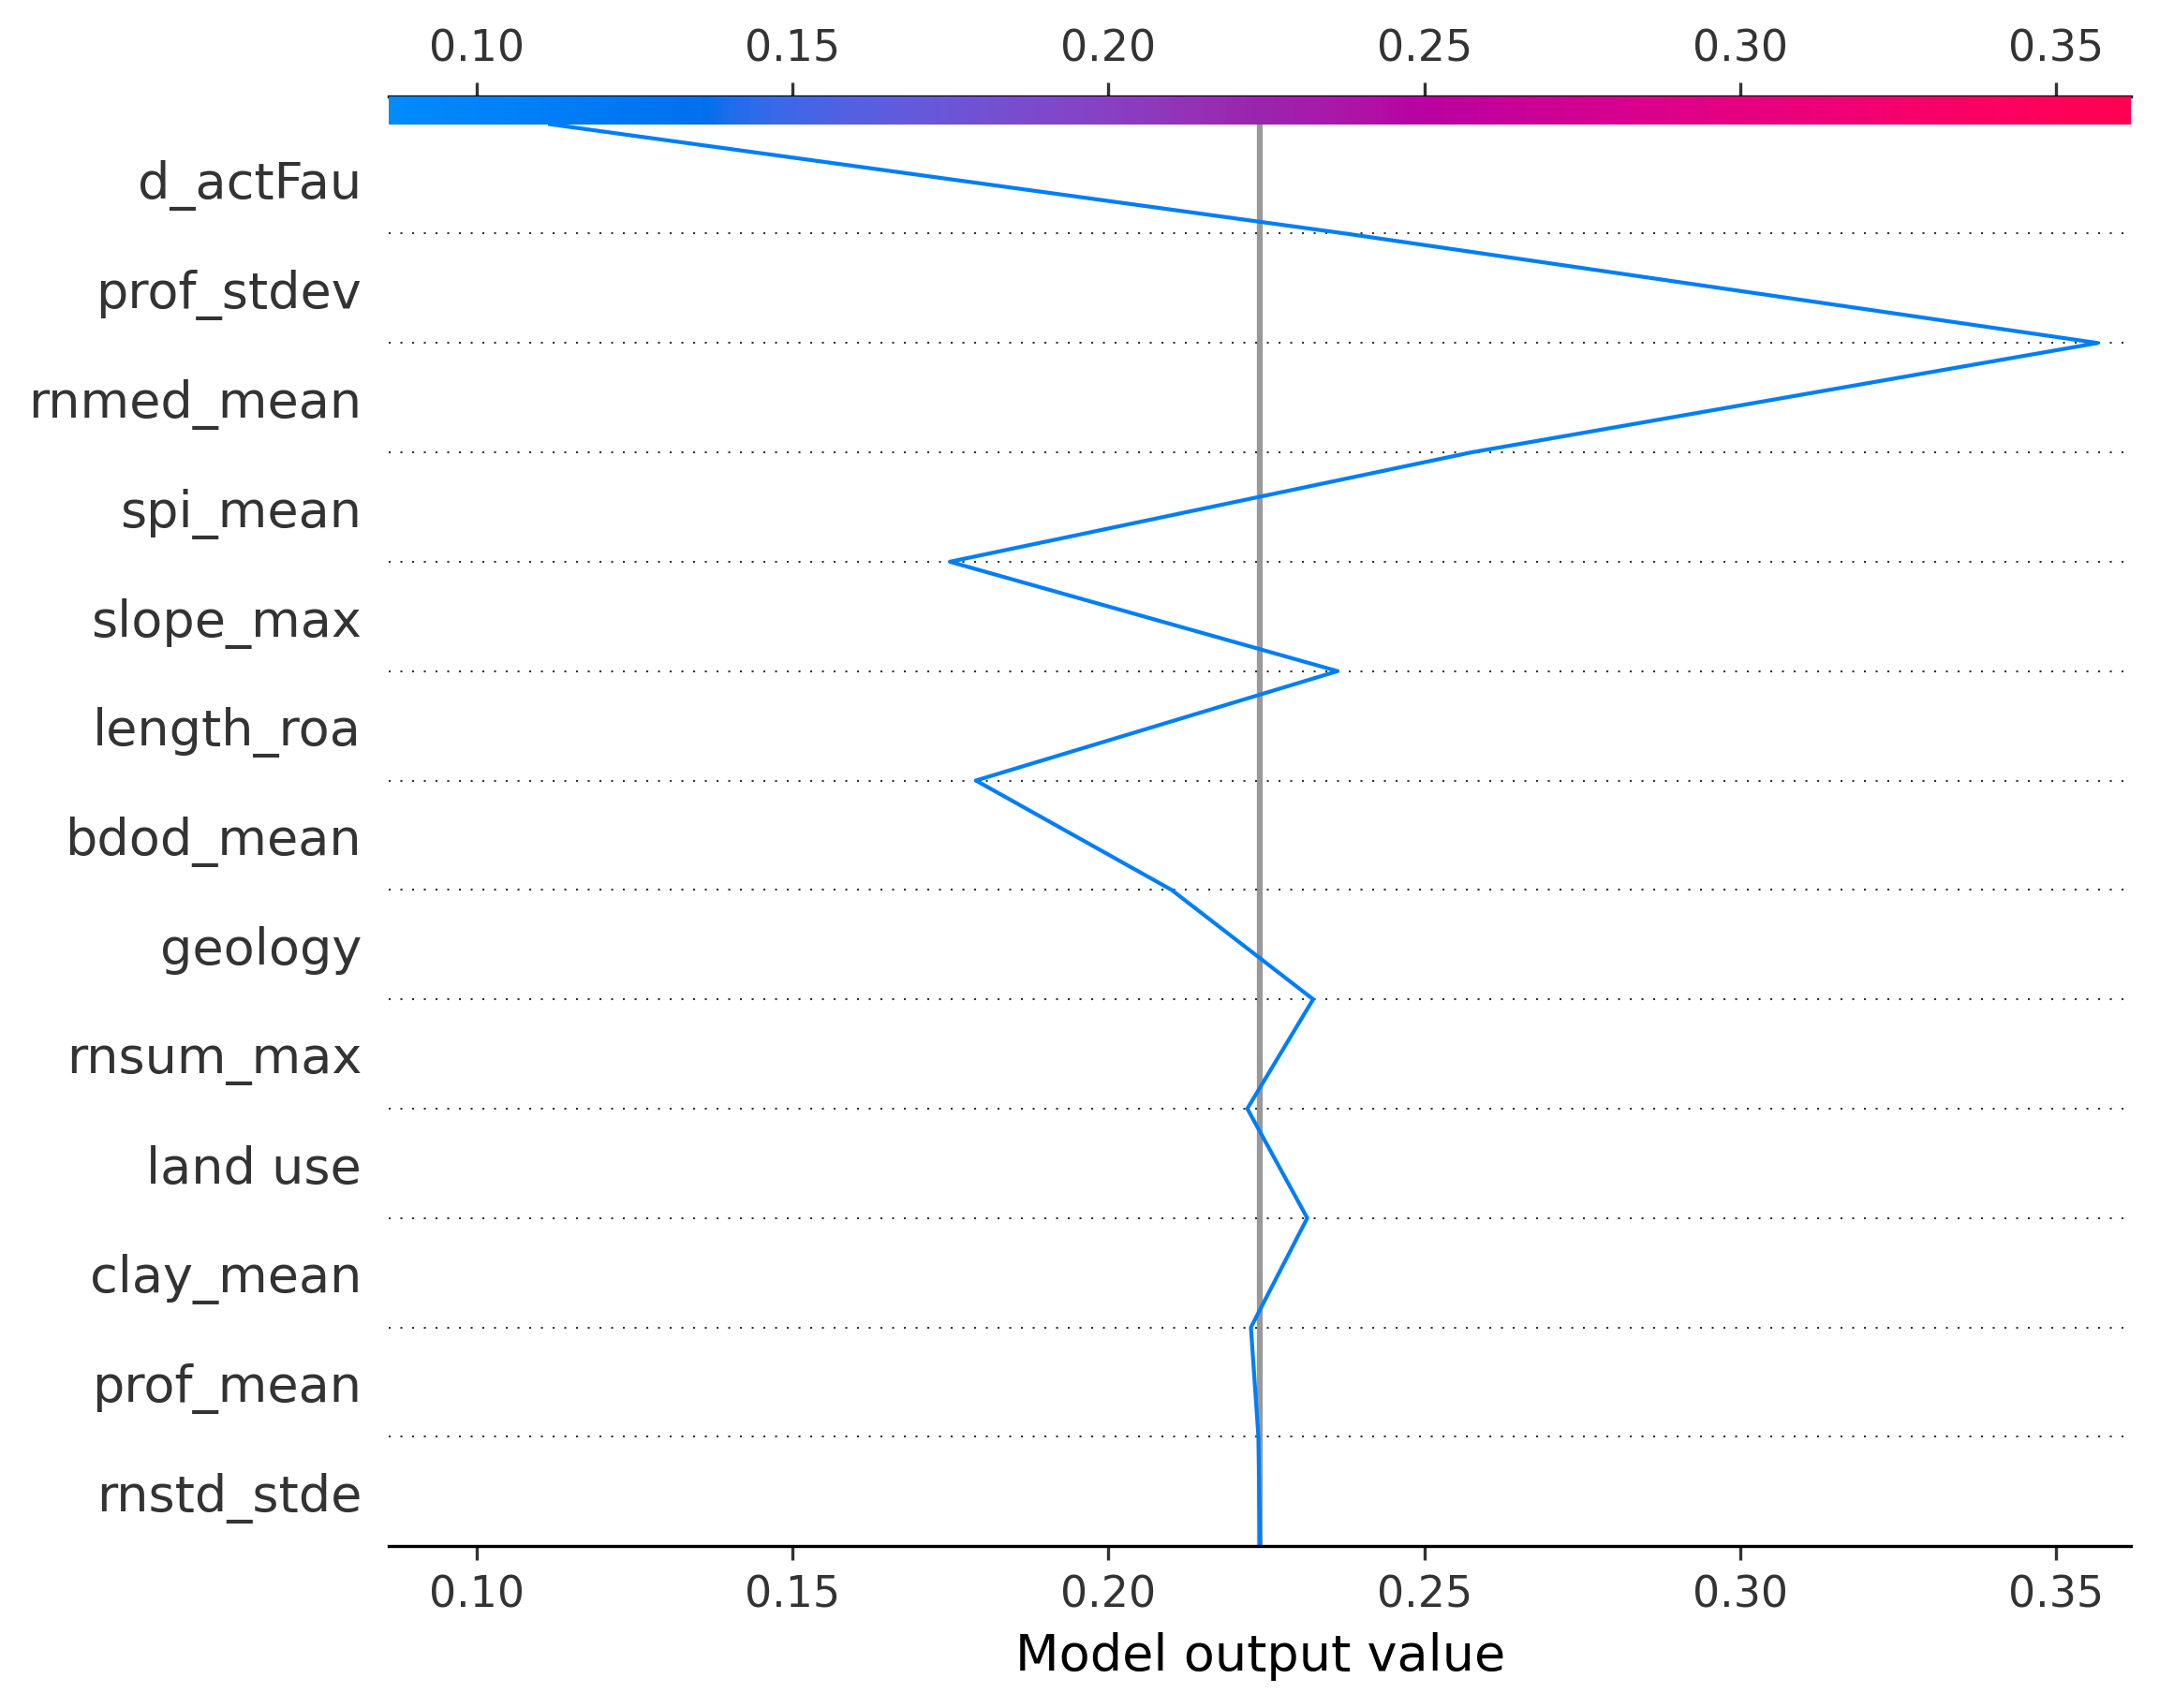 0.10 0.15 0.20 0.25 0.30 0.35
d_actFau
prof_stdev
rnmed_mean
spi_mean
slope_max
length_roa
bdod_mean
geology
rnsum_max
land use
clay_mean
prof_mean
rnstd_stde
0.10 0.15 0.20 0.25 0.30 0.35
Model output value